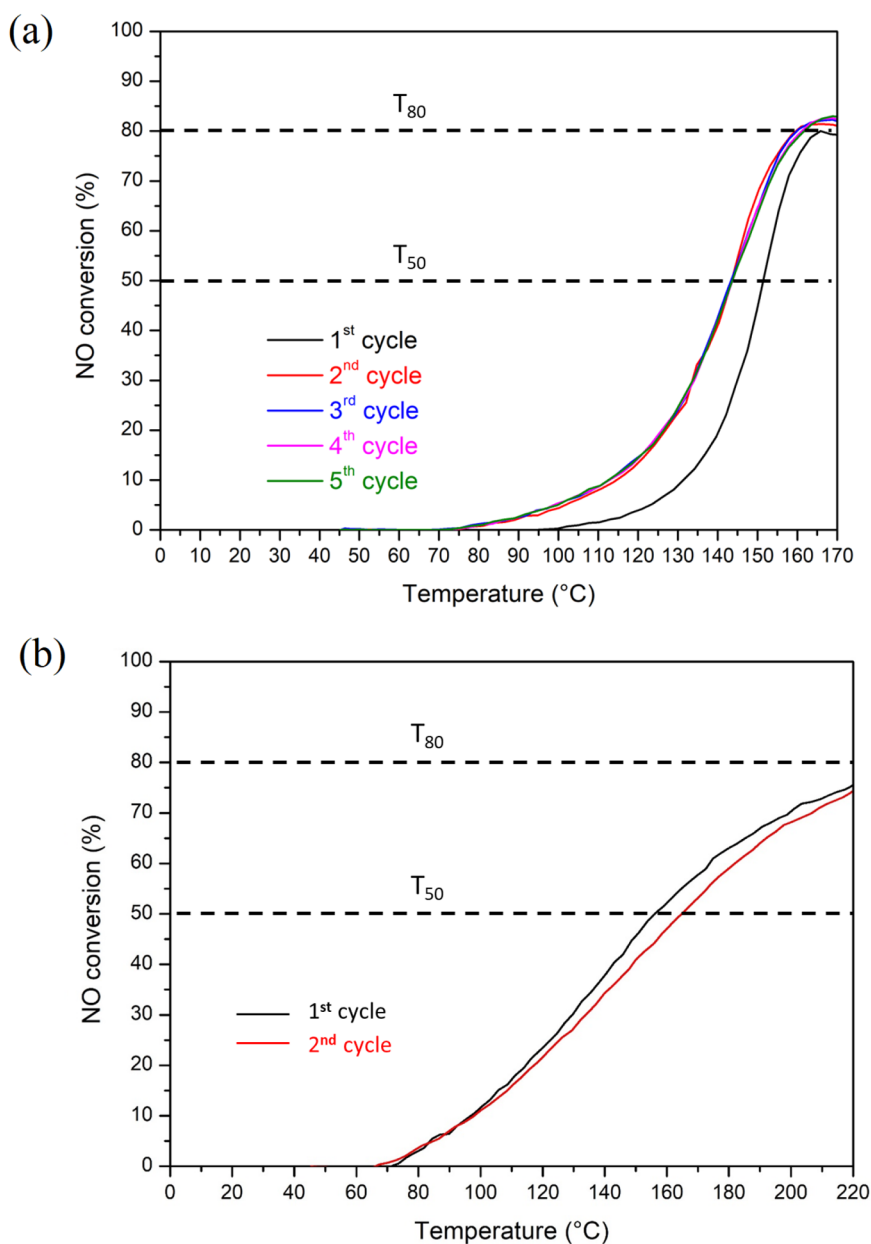 (a)
100
90
80
70
60
50
40
30
20
10
0
NO conversion (%)
T80
T50
1st cycle
2nd cycle
3rd cycle
4th cycle
5th cycle
0 10 20 30 40 50 60 70 80 90 100 110 120 130 140 150 160 170
Temperature (°C)
(b)
100
90
80
70
60
50
40
30
20
10
0
NO conversion (%)
T80
T50
1st cycle
2nd cycle
0 20 40 60 80 100 120 140 160 180 200 220
Temperature (°C)